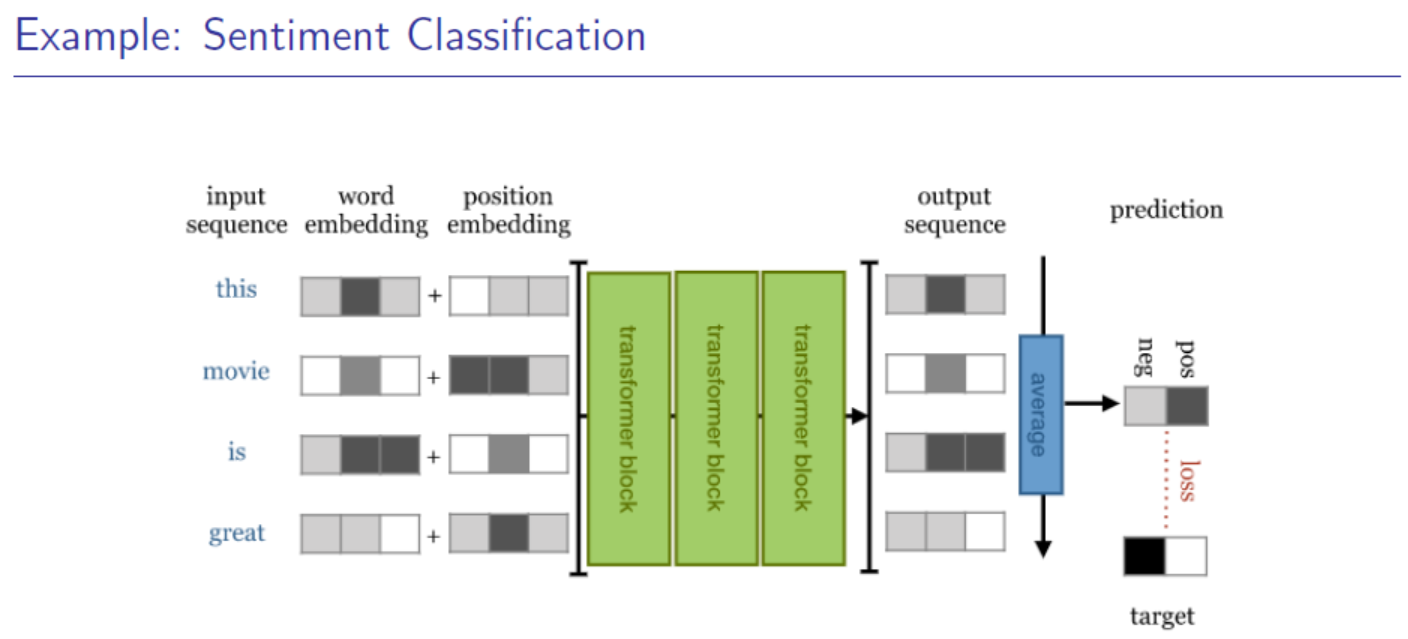 Example: Sentiment Classification
input
sequence
word
embedding
position
embedding
output
sequence
prediction
this
+
movie
+
is
+
great
+
transformer block
transformer block
transformer block
average
neg
pos
loss
target